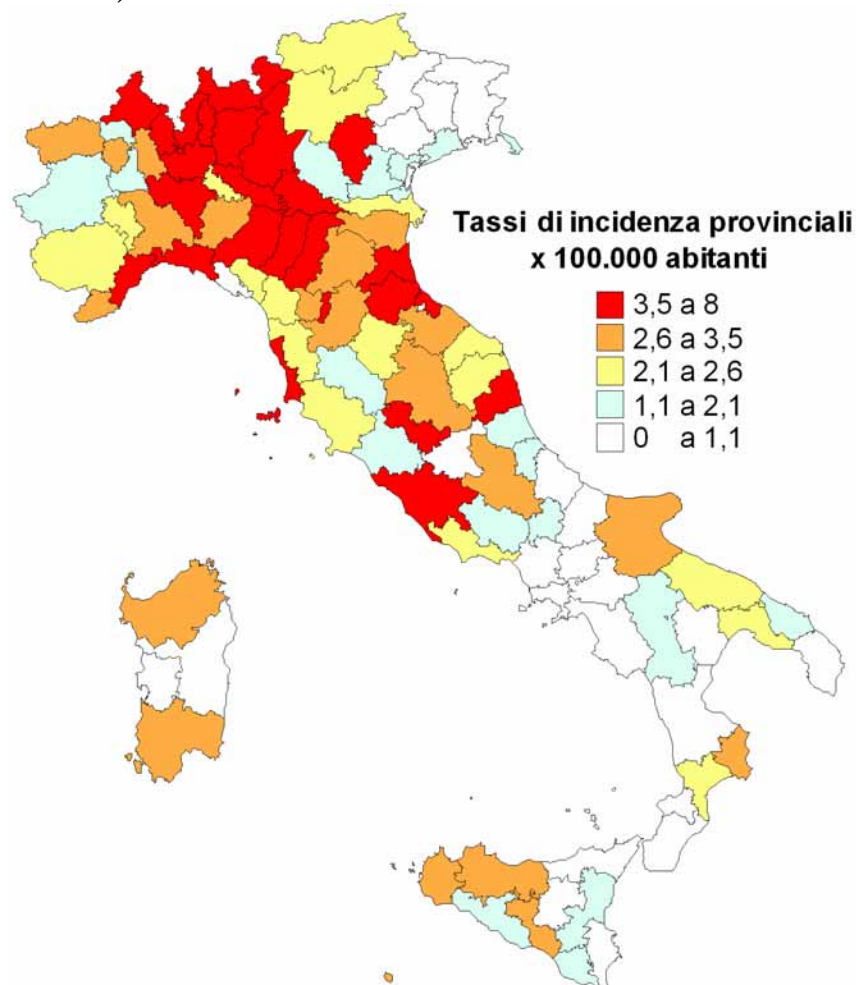 Tassi di incidenza provinciali
x 100.000 abitanti
3,5 a 8
2,6 a 3,5
2,1 a 2,6
1,1 a 2,1
0 a 1,1